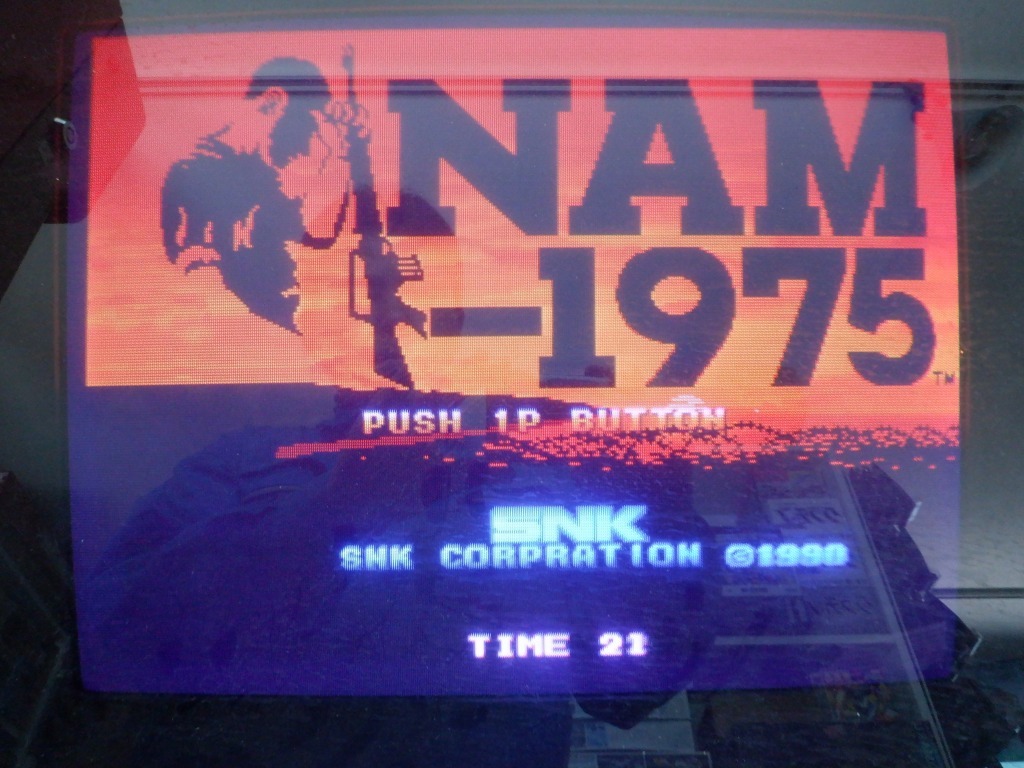 NAM
-1975
TM
PUSH 1P BUTTON
SNK
SNK CORPRATION ©1990
TIME 21